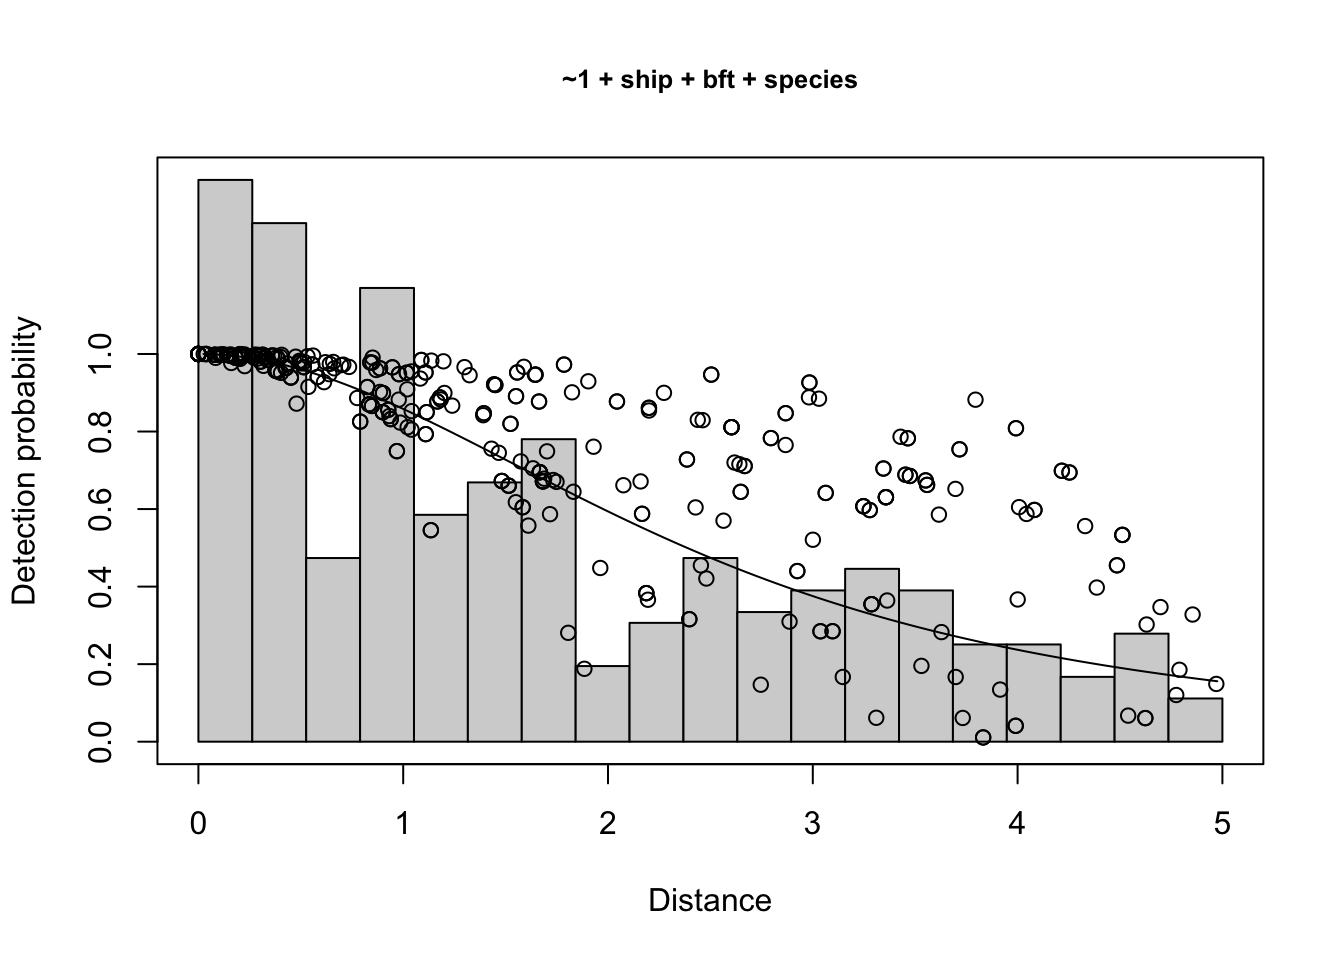 ~1 + ship + bft + species
Detection probability
1.0
0.8
0.6
0.4
0.2
0.0
0 1 2 3 4 5
Distance